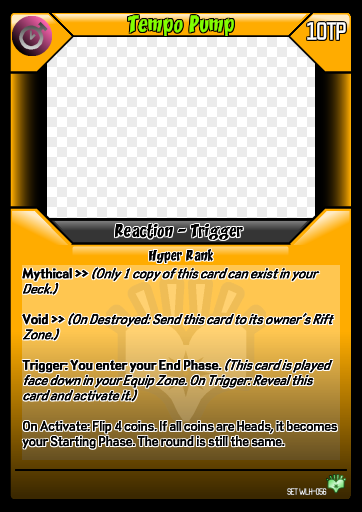 Tempo Pump
10TP
Reaction - Trigger
Hyper Rank
Mythical >> (Only 1 copy of this card can exist in your
Deck.)
Void >> (On Destroyed: Send this card to its owner's Rift
Zone.)
Trigger: You enter your End Phase. (This card is played
face down in your Equip Zone. On Trigger: Reveal this
card and activate it.)
On Activate: Flip 4 coins. If all coins are Heads, it becomes
your Starting Phase. The round is still the same.
SET WLH-056